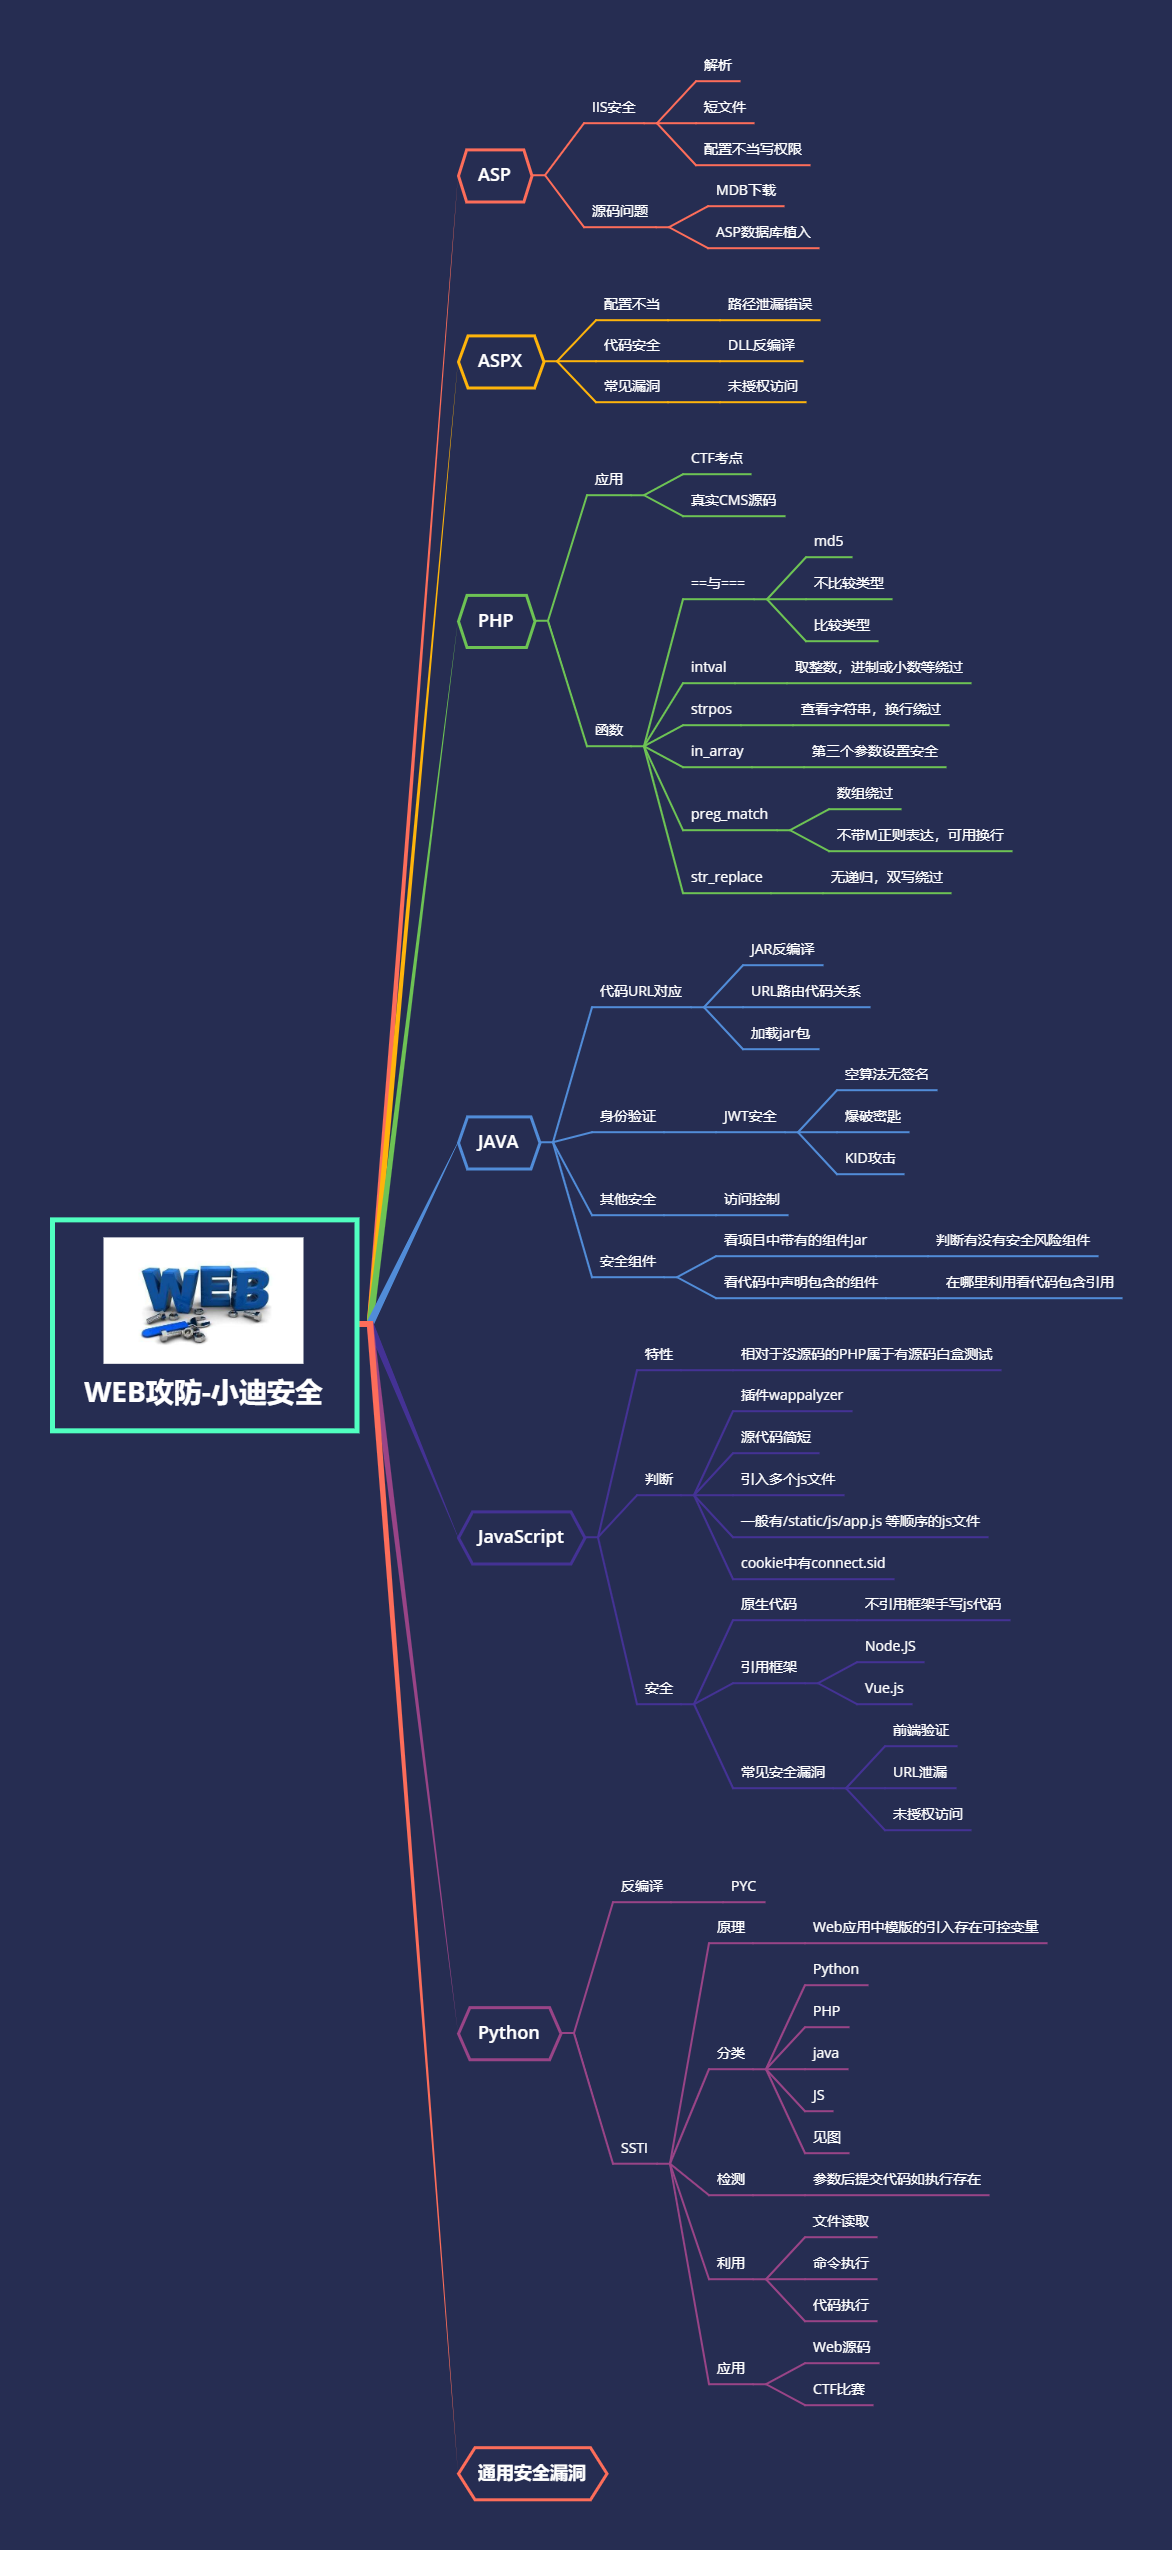 解析
IIS安全
短文件
配置不当写权限
ASP
MDB下载
源码问题
ASP数据库植入
配置不当
路径泄漏错误
ASPX
代码安全
DLL反编译
常见漏洞
未授权访问
CTF考点
应用
真实CMS源码
md5
==与===
不比较类型
比较类型
PHP
intval
取整数，进制或小数等绕过
strpos
查看字符串，换行绕过
函数
in_array
第三个参数设置安全
数组绕过
preg_match
不带M正则表达，可用换行
str_replace
无递归，双写绕过
JAR反编译
代码URL对应
URL路由代码关系
加载jar包
空算法无签名
身份验证
JWT安全
爆破密匙
KID攻击
JAVA
其他安全
访问控制
看项目中带有的组件Jar
判断有没有安全风险组件
安全组件
看代码中声明包含的组件
在哪里利用看代码包含引用
WEB
WEB攻防-小迪安全
特性
相对于没源码的PHP属于有源码白盒测试
插件wappalyzer
源代码简短
判断
引入多个js文件
一般有/static/js/app.js 等顺序的js文件
cookie中有connect.sid
JavaScript
原生代码
不引用框架手写js代码
Node.JS
引用框架
Vue.js
安全
前端验证
常见安全漏洞
URL泄漏
未授权访问
反编译
PYC
原理
Web应用中模版的引入存在可控变量
Python
Python
PHP
分类
java
JS
见图
SSTI
检测
参数后提交代码如执行存在
文件读取
利用
命令执行
代码执行
Web源码
应用
CTF比赛
通用安全漏洞